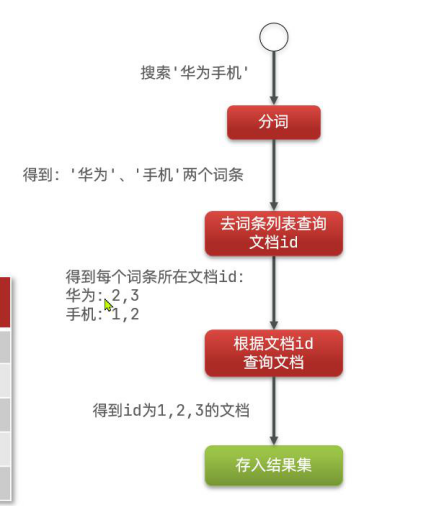 搜索'华为手机'
分词
得到: '华为'、'手机'两个词条
去词条列表查询
文档id
得到每个词条所在文档id:
华为: 2,3
手机: 1,2
根据文档id
查询文档
得到id为1,2,3的文档
存入结果集